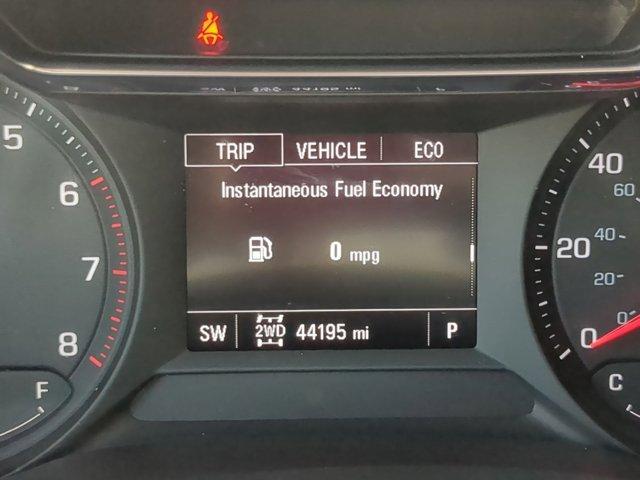 TRIP VEHICLE ECO
Instantaneous Fuel Economy
0 mpg
SW 2WD 44195 mi P
5
6
7
8
F
40
60
20
40
20
0
0
C